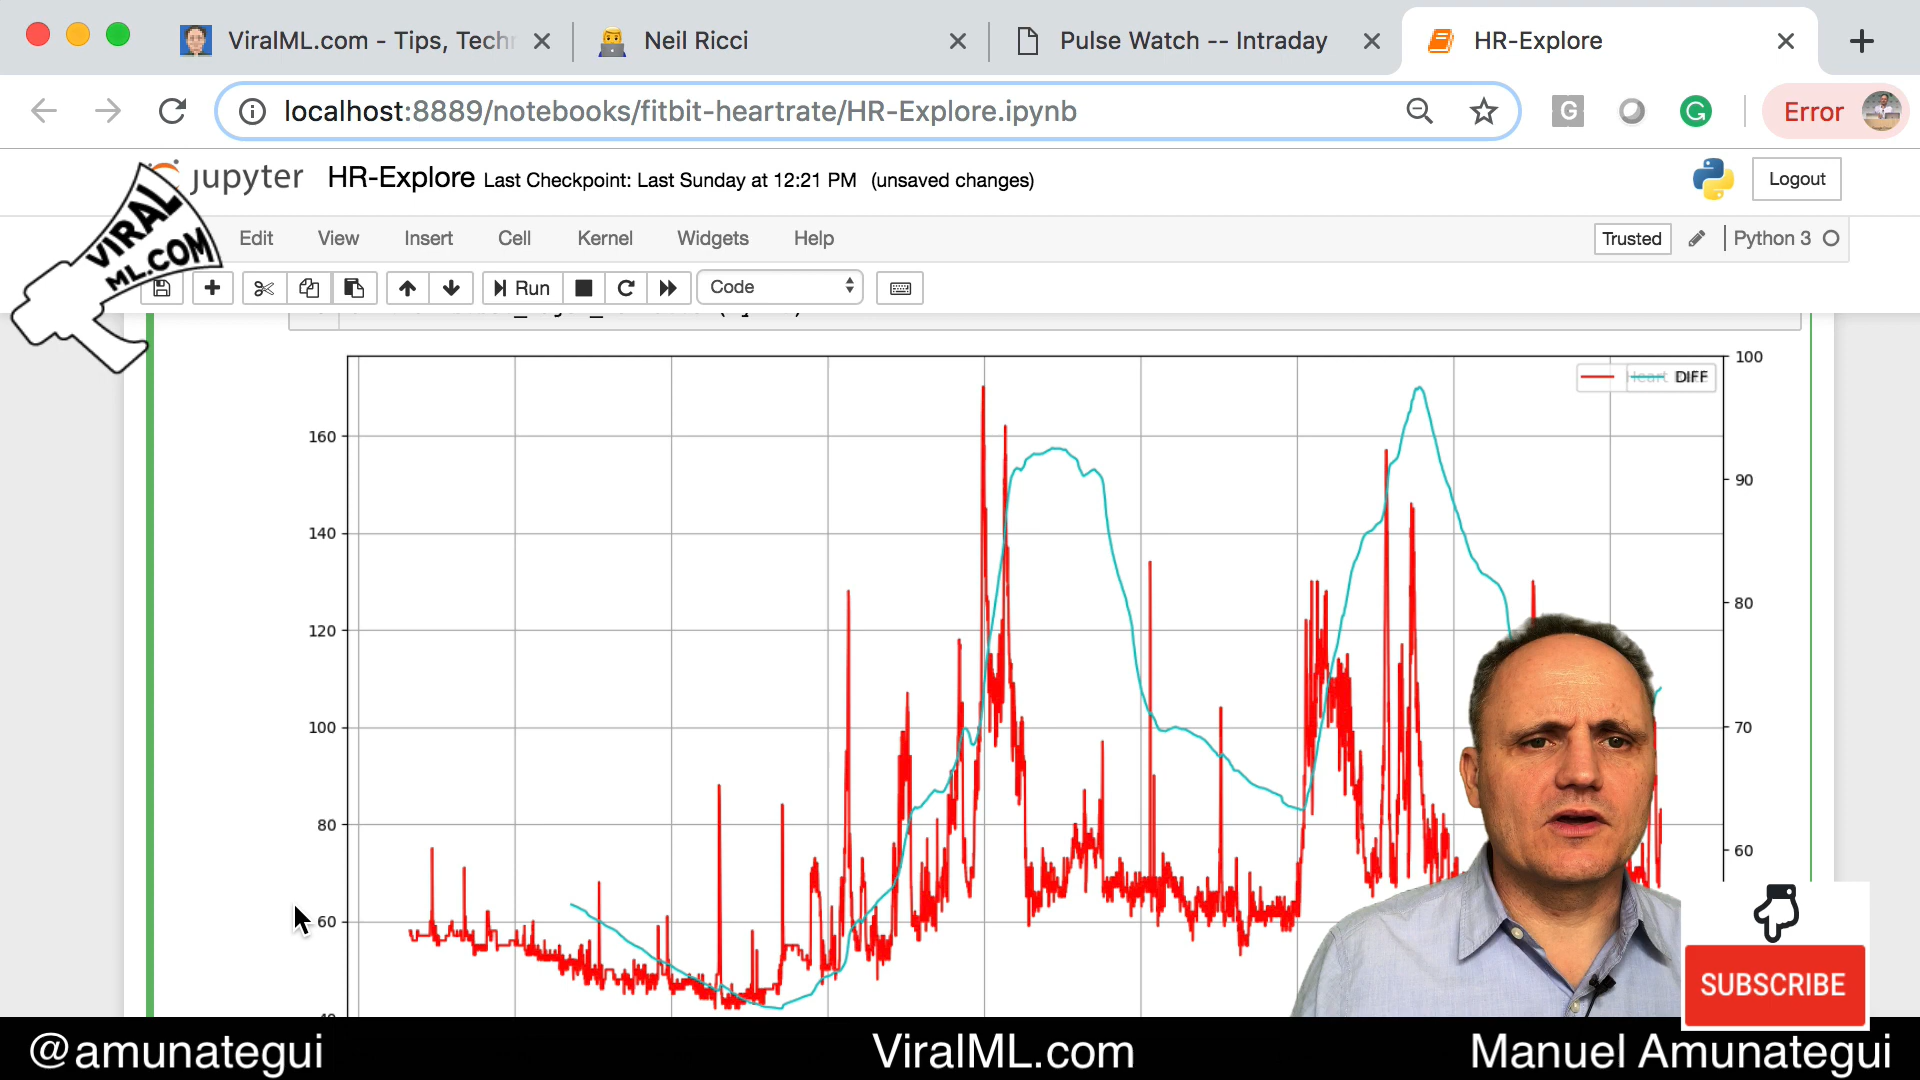 ViralML.com - Tips, Tech
Neil Ricci
Pulse Watch -- Intraday
HR-Explore
localhost:8889/notebooks/fitbit-heartrate/HR-Explore.ipynb
G
G
Error
jupyter HR-Explore Last Checkpoint: Last Sunday at 12:21 PM (unsaved changes)
Logout
VIRAL
ML.COM
Edit View Insert Cell Kernel Widgets Help
Trusted
Python 3
Run
Code
DIFF
100
90
80
70
60
160
140
120
100
80
60
SUBSCRIBE
@amunategui
ViralML.com
Manuel Amunategui